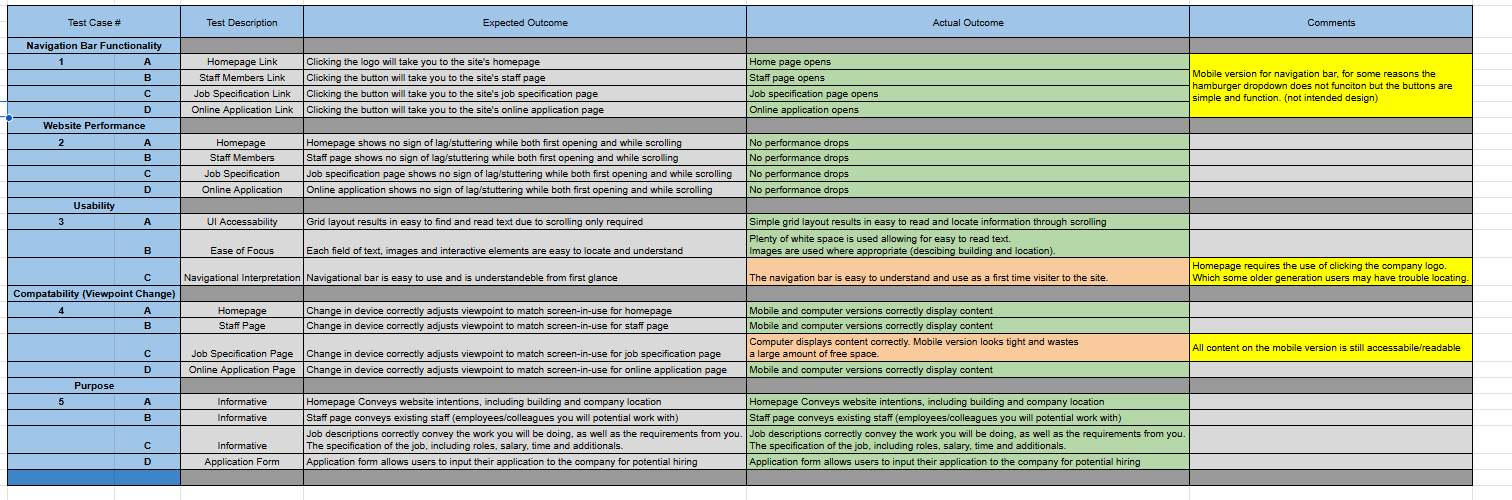 Test Case # Test Description Expected Outcome Actual Outcome Comments
Navigation Bar Functionality
1 A Homepage Link Clicking the logo will take you to the site's homepage Home page opens
B Staff Members Link Clicking the button will take you to the site's staff page Staff page opens
C Job Specification Link Clicking the button will take you to the site's job specification page Job specification page opens
D Online Application Link Clicking the button will take you to the site's online application page Online application opens
Mobile version for navigation bar, for some reasons the
hamburger dropdown does not funciton but the buttons are
simple and function. (not intended design)
Website Performance
2 A Homepage Homepage shows no sign of lag/stuttering while both first opening and while scrolling No performance drops
B Staff Members Staff page shows no sign of lag/stuttering while both first opening and while scrolling No performance drops
C Job Specification Job specification page shows no sign of lag/stuttering while both first opening and while scrolling No performance drops
D Online Application Online application shows no sign of lag/stuttering while both first opening and while scrolling No performance drops
Usability
3 A UI Accessability Grid layout results in easy to find and read text due to scrolling only required Simple grid layout results in easy to read and locate information through scrolling
B Ease of Focus Each field of text, images and interactive elements are easy to locate and understand
Plenty of white space is used allowing for easy to read text.
Images are used where appropriate (descibing building and location).
C Navigational Interpretation Navigational bar is easy to use and is understandeble from first glance The navigation bar is easy to understand and use as a first time visiter to the site.
Homepage requires the use of clicking the company logo.
Which some older generation users may have trouble locating.
Compatability (Viewpoint Change)
4 A Homepage Change in device correctly adjusts viewpoint to match screen-in-use for homepage Mobile and computer versions correctly display content
B Staff Page Change in device correctly adjusts viewpoint to match screen-in-use for staff page Mobile and computer versions correctly display content
C Job Specification Page Change in device correctly adjusts viewpoint to match screen-in-use for job specification page
Computer displays content correctly. Mobile version looks tight and wastes
a large amount of free space.
All content on the mobile version is still accessabile/readable
D Online Application Page Change in device correctly adjusts viewpoint to match screen-in-use for online application page Mobile and computer versions correctly display content
Purpose
5 A Informative Homepage Conveys website intentions, including building and company location Homepage Conveys website intentions, including building and company location
B Informative Staff page conveys existing staff (employees/colleagues you will potential work with) Staff page conveys existing staff (employees/colleagues you will potential work with)
C Informative
Job descriptions correctly convey the work you will be doing, as well as the requirements from you.
The specification of the job, including roles, salary, time and additionals.
Job descriptions correctly convey the work you will be doing, as well as the requirements from you.
The specification of the job, including roles, salary, time and additionals.
D Application Form Application form allows users to input their application to the company for potential hiring Application form allows users to input their application to the company for potential hiring